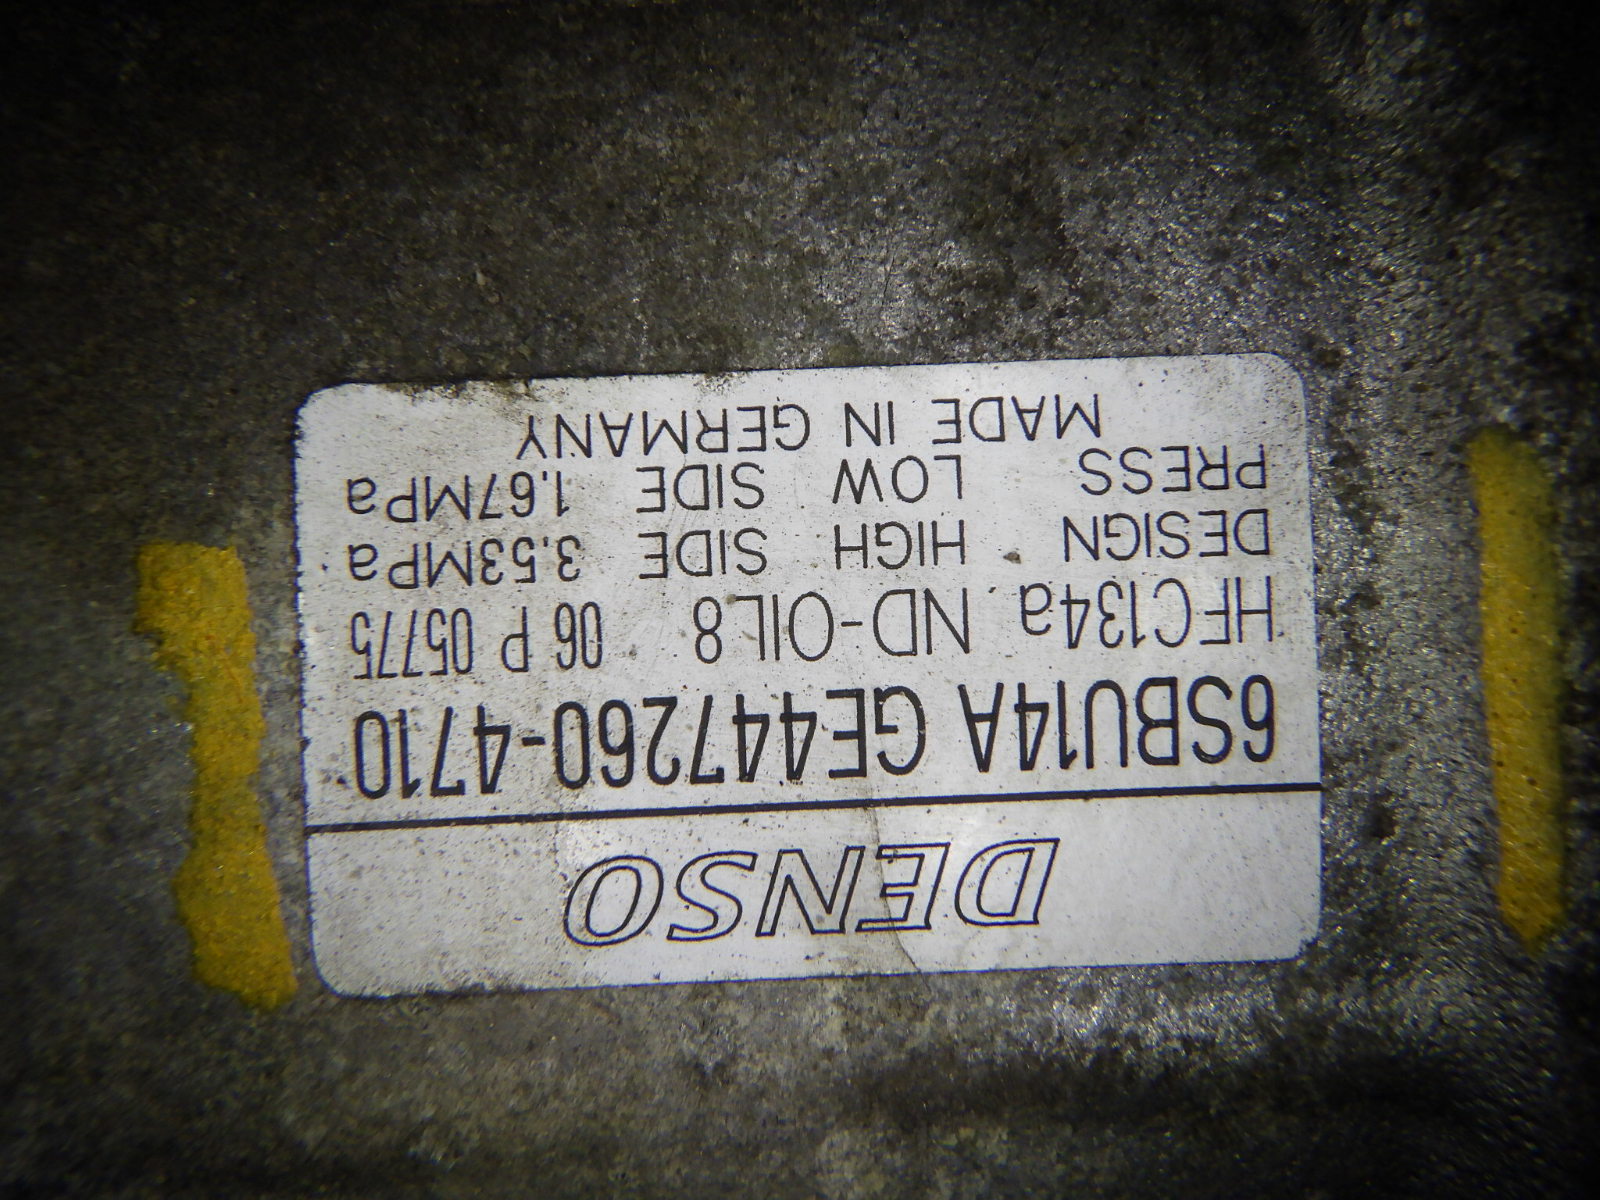 DENSO
6SBU14A GE447260-4710
HFC134a ND-OIL8 06 P 05775
DESIGN HIGH SIDE 3.53MPa
PRESS LOW SIDE 1.67MPa
MADE IN GERMANY